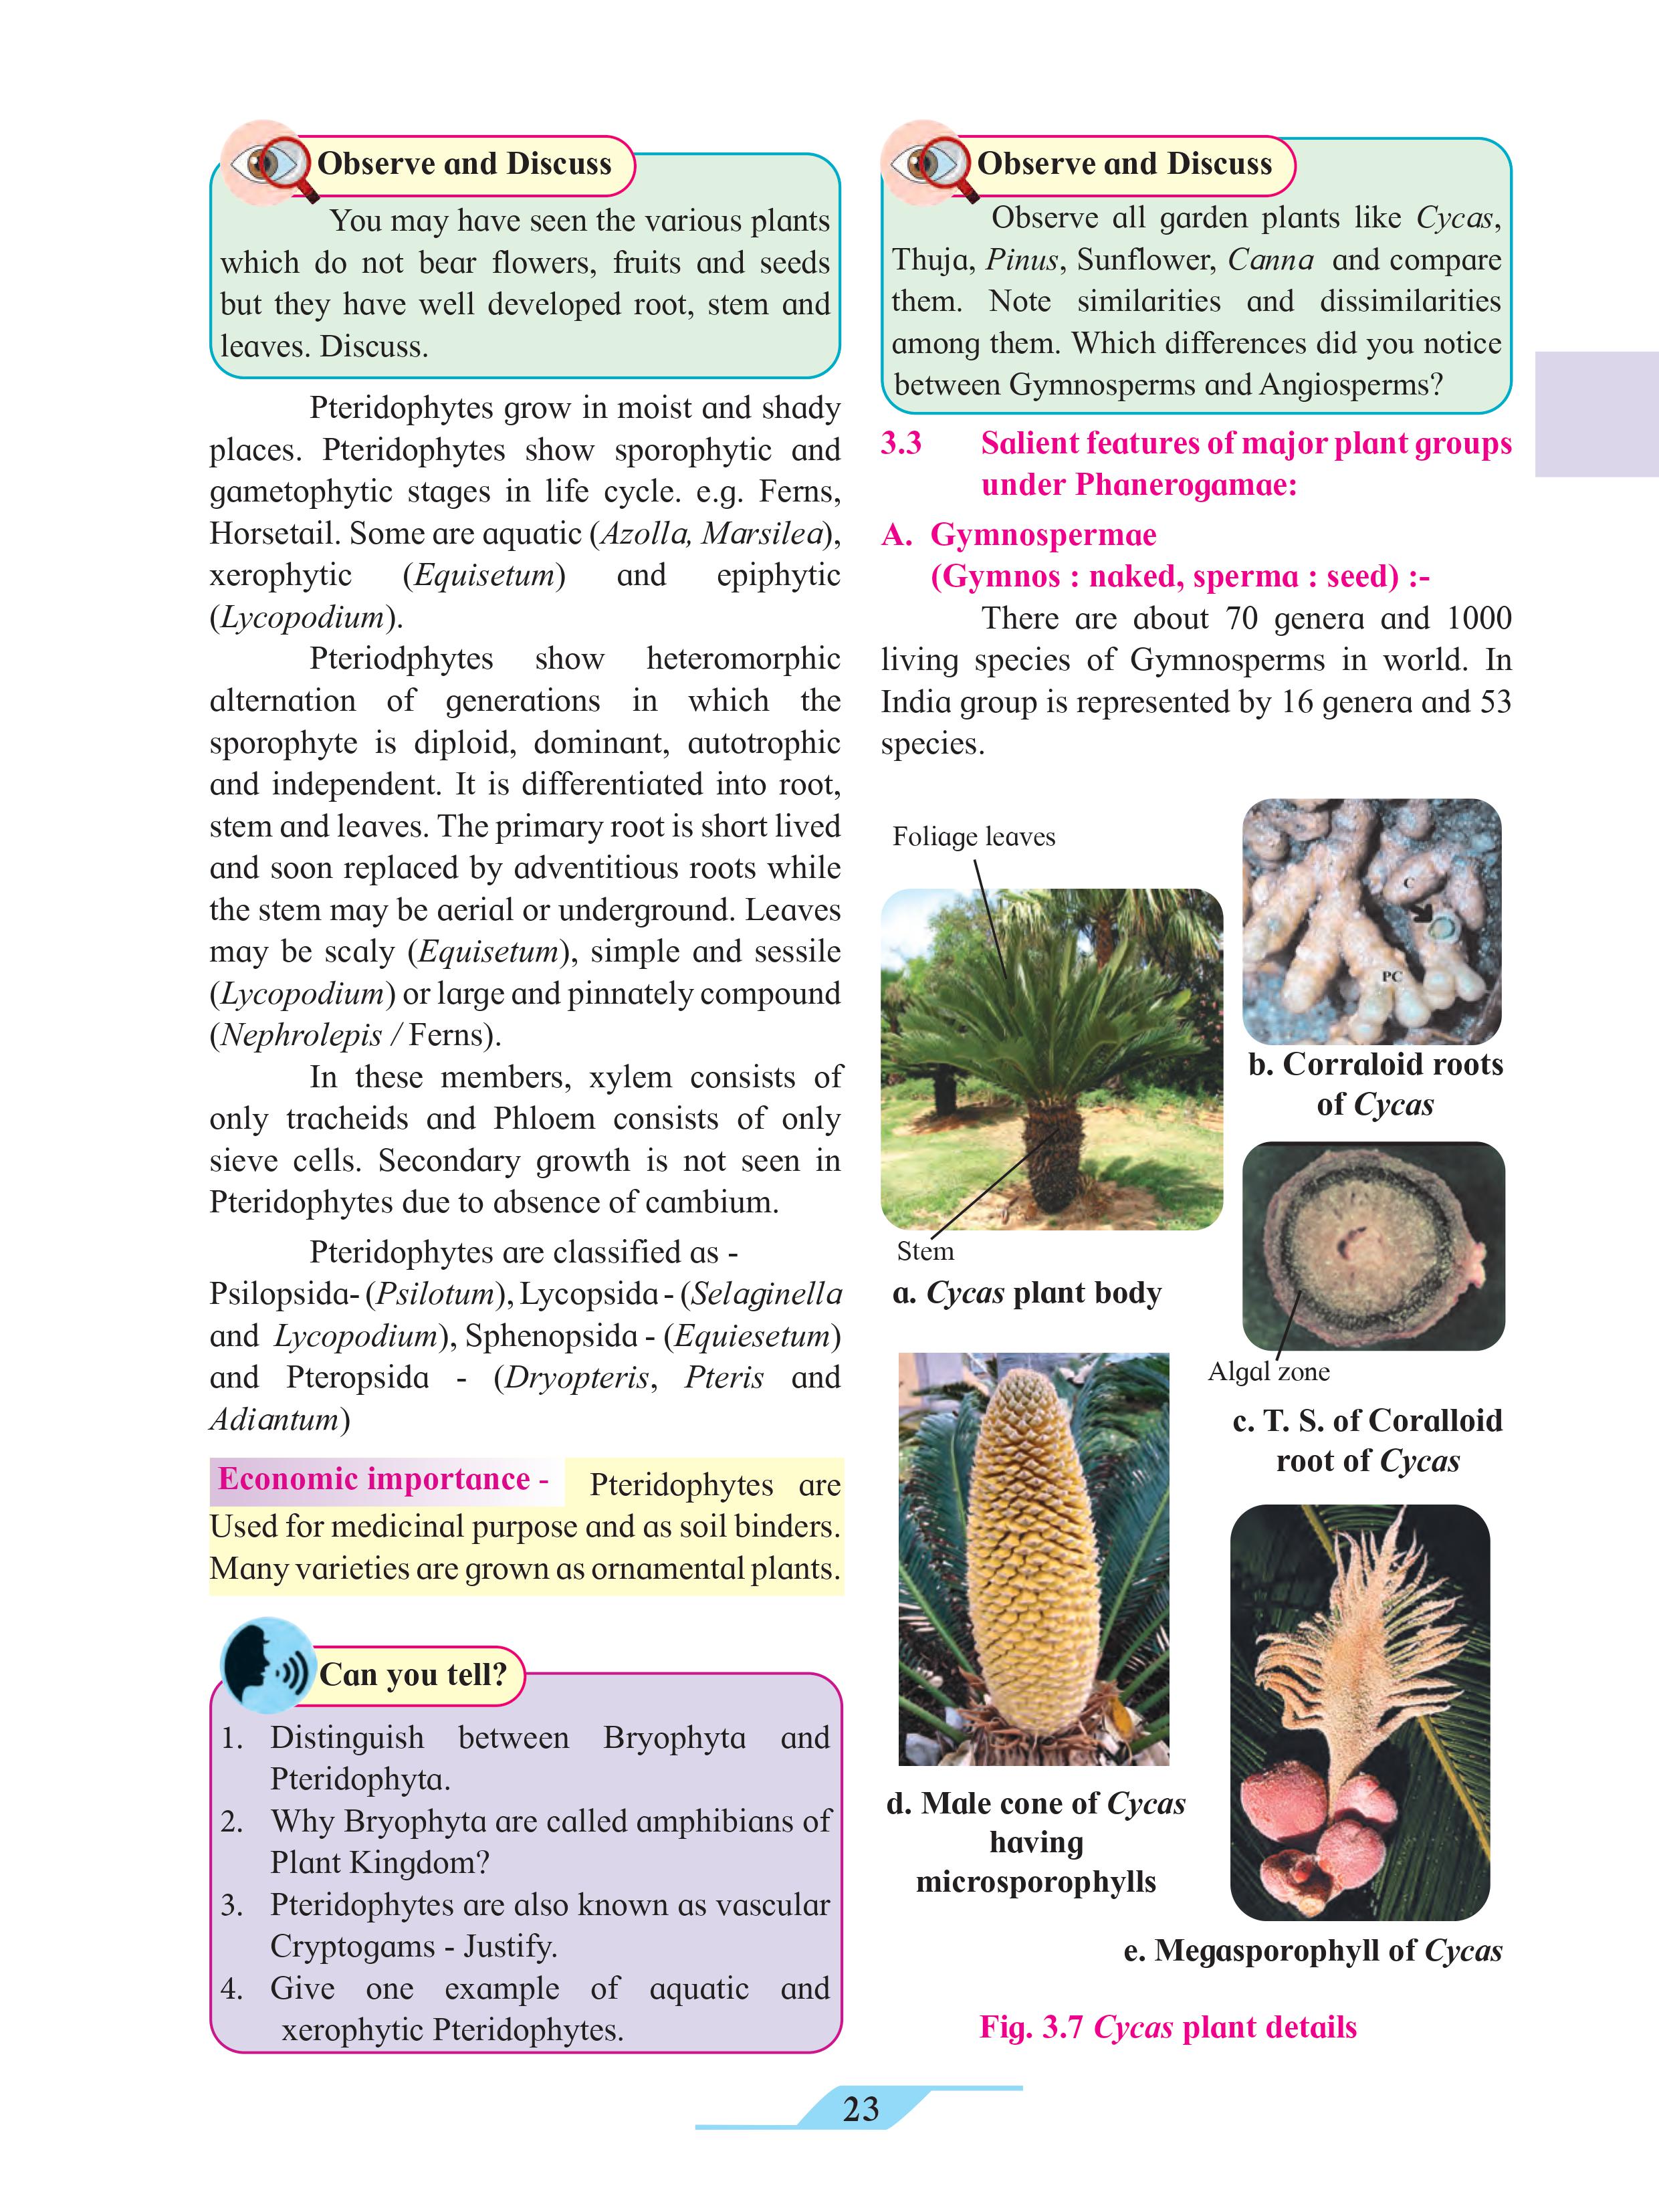 Observe and Discuss
You may have seen the various plants
which do not bear flowers, fruits and seeds
but they have well developed root, stem and
leaves. Discuss.
Pteridophytes grow in moist and shady
places. Pteridophytes show sporophytic and
gametophytic stages in life cycle. e.g. Ferns,
Horsetail. Some are aquatic (Azolla, Marsilea),
xerophytic (Equisetum) and epiphytic
(Lycopodium).
Pteriodphytes show heteromorphic
alternation of generations in which the
sporophyte is diploid, dominant, autotrophic
and independent. It is differentiated into root,
stem and leaves. The primary root is short lived
and soon replaced by adventitious roots while
the stem may be aerial or underground. Leaves
may be scaly (Equisetum), simple and sessile
(Lycopodium) or large and pinnately compound
(Nephrolepis / Ferns).
In these members, xylem consists of
only tracheids and Phloem consists of only
sieve cells. Secondary growth is not seen in
Pteridophytes due to absence of cambium.
Pteridophytes are classified as -
Psilopsida- (Psilotum), Lycopsida - (Selaginella
and Lycopodium), Sphenopsida - (Equiesetum)
and Pteropsida - (Dryopteris, Pteris and
Adiantum)
Economic importance - Pteridophytes are
Used for medicinal purpose and as soil binders.
Many varieties are grown as ornamental plants.
Can you tell?
1. Distinguish between Bryophyta and
Pteridophyta.
2. Why Bryophyta are called amphibians of
Plant Kingdom?
3. Pteridophytes are also known as vascular
Cryptogams - Justify.
4. Give one example of aquatic and
xerophytic Pteridophytes.
Observe and Discuss
Observe all garden plants like Cycas,
Thuja, Pinus, Sunflower, Canna and compare
them. Note similarities and dissimilarities
among them. Which differences did you notice
between Gymnosperms and Angiosperms?
3.3 Salient features of major plant groups
under Phanerogamae:
A. Gymnospermae
(Gymnos : naked, sperma : seed) :-
There are about 70 genera and 1000
living species of Gymnosperms in world. In
India group is represented by 16 genera and 53
species.
Foliage leaves
Stem
a. Cycas plant body
C
PC
b. Corraloid roots
of Cycas
Algal zone
c. T. S. of Coralloid
root of Cycas
d. Male cone of Cycas
having
microsporophylls
e. Megasporophyll of Cycas
Fig. 3.7 Cycas plant details
23